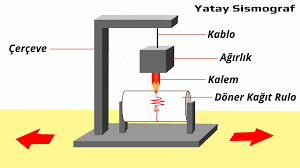 Yatay Sismograf
Kablo
Çerçeve
Ağırlık
Kalem
Döner Kağıt Rulo